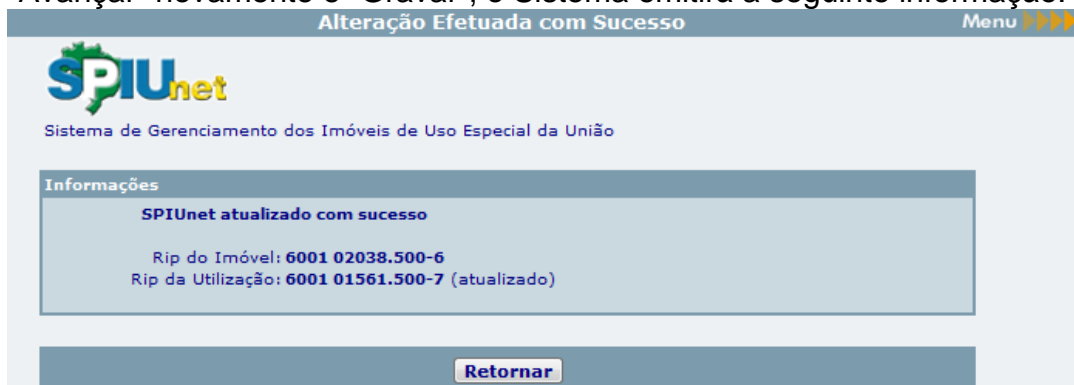 Avançar" novamente e "Gravar", o Sistema emitirá a seguinte informação:
Alteração Efetuada com Sucesso
Menu
SPIUnet
Sistema de Gerenciamento dos Imóveis de Uso Especial da União
Informações
SPIUnet atualizado com sucesso
Rip do Imóvel: 6001 02038.500-6
Rip da Utilização: 6001 01561.500-7 (atualizado)
Retornar